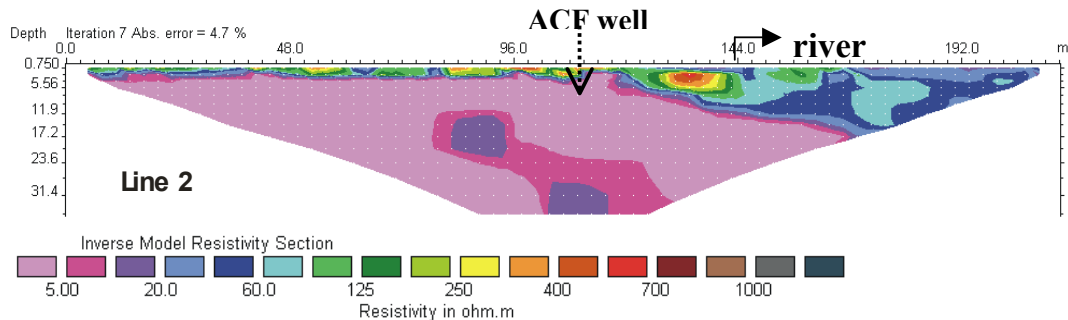 ACF well
Depth Iteration 7 Abs. error = 4.7 %
0.0 48.0 96.0 144.0 192.0 m
river
0.750
5.56
11.9
17.2
23.6
31.4
Line 2
Inverse Model Resistivity Section
5.00 20.0 60.0 125 250 400 700 1000
Resistivity in ohm.m